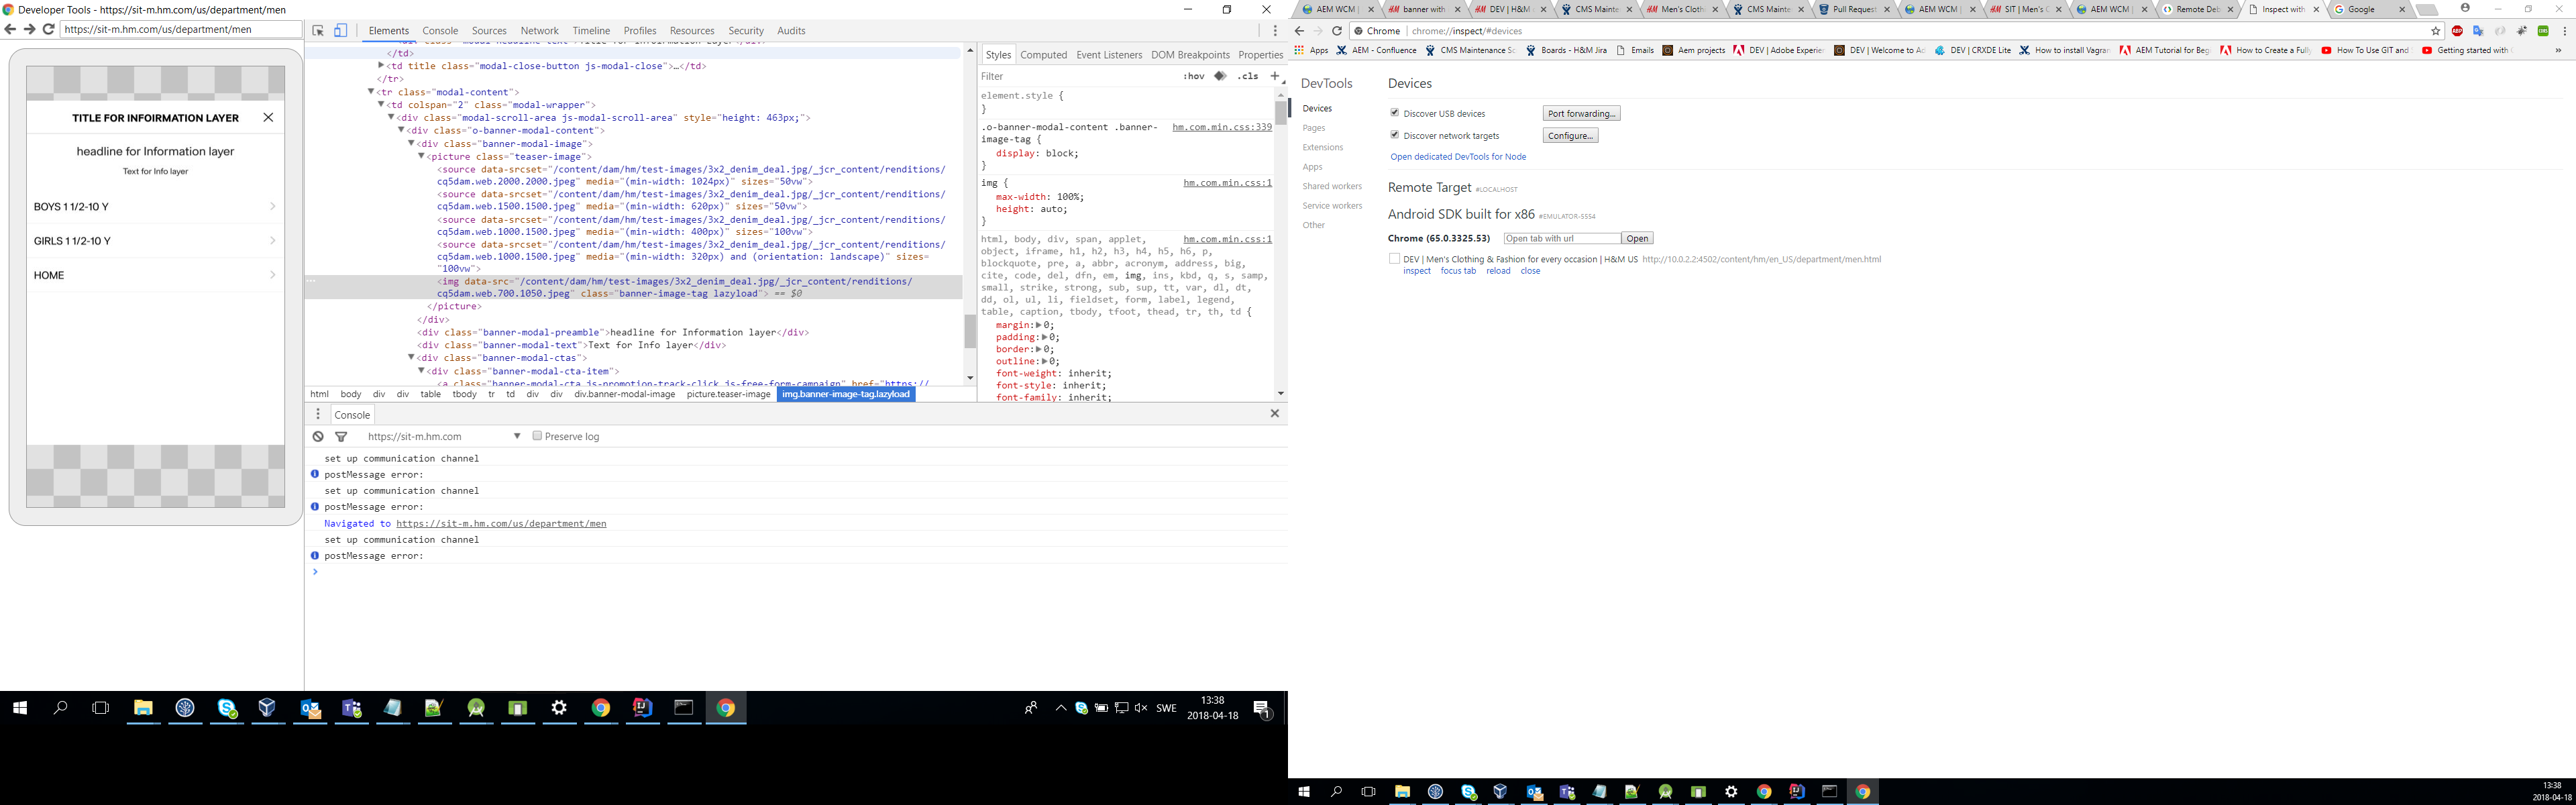 Developer Tools - https://sit-m.hm.com/us/department/men
https://sit-m.hm.com/us/department/men
TITLE FOR INFOIRMATION LAYER
headline for Information layer
Text for Info layer
BOYS 1 1/2-10 Y
GIRLS 1 1/2-10 Y
HOME
Elements Console Sources Network Timeline Profiles Resources Security Audits
</td>
<td title class="modal-close-button js-modal-close">…</td>
</tr>
<tr class="modal-content">
<td colspan="2" class="modal-wrapper">
<div class="modal-scroll-area js-modal-scroll-area" style="height: 463px;">
<div class="o-banner-modal-content">
<div class="banner-modal-image">
<picture class="teaser-image">
<source data-srcset="/content/dam/hm/test-images/3x2_denim_deal.jpg/_jcr_content/renditions/
cq5dam.web.2000.2000.jpeg" media="(min-width: 1024px)" sizes="50vw">
<source data-srcset="/content/dam/hm/test-images/3x2_denim_deal.jpg/_jcr_content/renditions/
cq5dam.web.1500.1500.jpeg" media="(min-width: 620px)" sizes="50vw">
<source data-srcset="/content/dam/hm/test-images/3x2_denim_deal.jpg/_jcr_content/renditions/
cq5dam.web.1000.1500.jpeg" media="(min-width: 400px)" sizes="100vw">
<source data-srcset="/content/dam/hm/test-images/3x2_denim_deal.jpg/_jcr_content/renditions/
cq5dam.web.1000.1500.jpeg" media="(min-width: 320px) and (orientation: landscape)" sizes=
"100vw">
<img data-src="/content/dam/hm/test-images/3x2_denim_deal.jpg/_jcr_content/renditions/
cq5dam.web.700.1050.jpeg" class="banner-image-tag lazyload"> == $0
</picture>
</div>
<div class="banner-modal-preamble">headline for Information layer</div>
<div class="banner-modal-text">Text for Info layer</div>
<div class="banner-modal-ctas">
<div class="banner-modal-cta-item">
<a class="banner-modal-cta js-promotion-track-click js-free-form-campaign" href="https://
html body div div table tbody tr td div div div.banner-modal-image picture.teaser-image img.banner-image-tag.lazyload
Styles Computed Event Listeners DOM Breakpoints Properties
Filter :hov .cls +
element.style {
}
.o-banner-modal-content .banner- hm.com.min.css:339
image-tag {
display: block;
}
img { hm.com.min.css:1
max-width: 100%;
height: auto;
}
html, body, div, span, applet, hm.com.min.css:1
object, iframe, h1, h2, h3, h4, h5, h6, p,
blockquote, pre, a, abbr, acronym, address, big,
cite, code, del, dfn, em, img, ins, kbd, q, s, samp,
small, strike, strong, sub, sup, tt, var, dl, dt,
dd, ol, ul, li, fieldset, form, label, legend,
table, caption, tbody, tfoot, thead, tr, th, td {
margin: 0;
padding: 0;
border: 0;
outline: 0;
font-weight: inherit;
font-style: inherit;
font-family: inherit;
Console
https://sit-m.hm.com Preserve log
set up communication channel
postMessage error:
set up communication channel
postMessage error:
Navigated to https://sit-m.hm.com/us/department/men
set up communication channel
postMessage error:
SWE
13:38
2018-04-18
1
AEM WCM | banner with DEV | H&M CMS Mainte Men's Cloth CMS Mainte Pull Request AEM WCM | SIT | Men's C AEM WCM | Remote Deb Inspect with Google
Chrome chrome://inspect/#devices
Apps AEM - Confluence CMS Maintenance Sc Boards - H&M Jira Emails Aem projects DEV | Adobe Experien DEV | Welcome to Ad DEV | CRXDE Lite How to install Vagran AEM Tutorial for Beg How to Create a Fully How To Use GIT and Getting started with
DevTools
Devices
Pages
Extensions
Apps
Shared workers
Service workers
Other
Devices
Discover USB devices Port forwarding...
Discover network targets Configure...
Open dedicated DevTools for Node
Remote Target #LOCALHOST
Android SDK built for x86 #EMULATOR-5554
Chrome (65.0.3325.53) Open tab with url Open
DEV | Men's Clothing & Fashion for every occasion | H&M US http://10.0.2.2:4502/content/hm/en_US/department/men.html
inspect focus tab reload close
13:38
2018-04-18